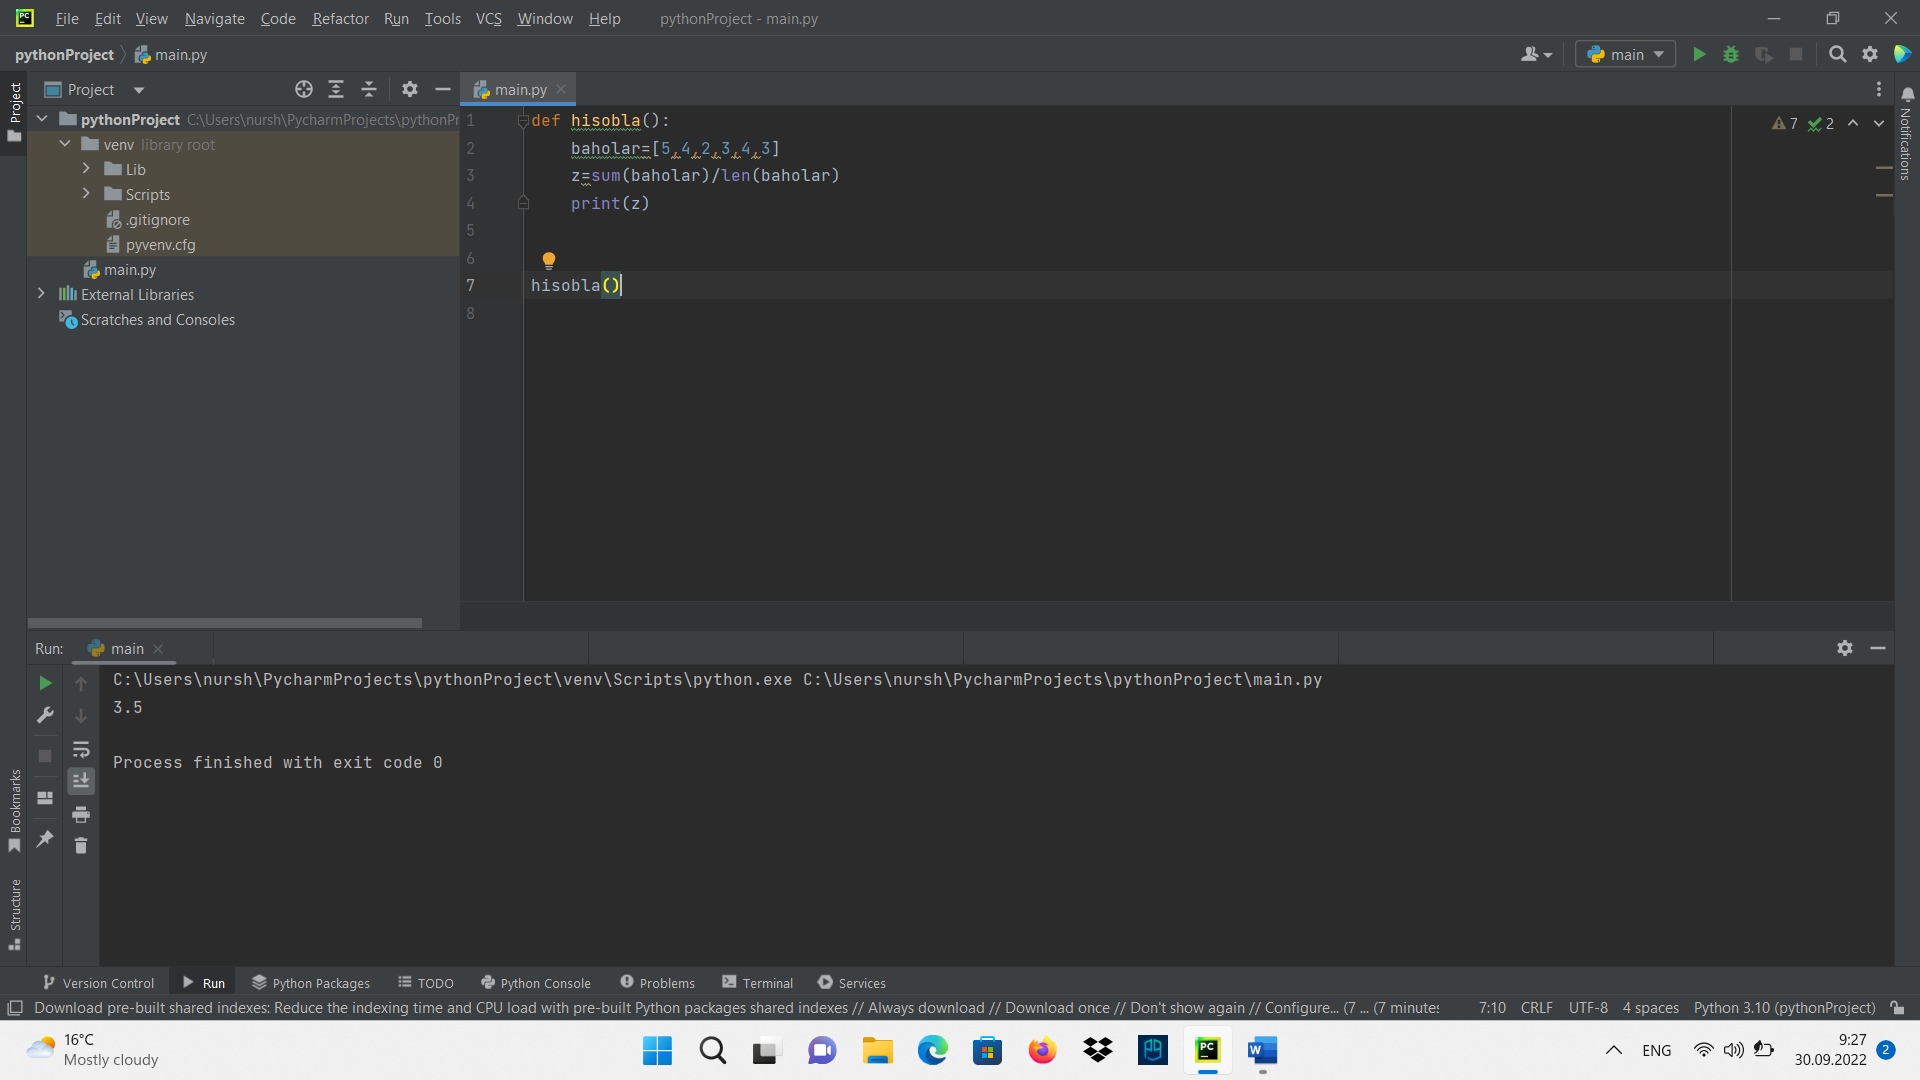 File Edit View Navigate Code Refactor Run Tools VCS Window Help pythonProject - main.py
pythonProject main.py main
Project main.py
pythonProject C:\Users\nursh\PycharmProjects\pythonPr
venv library root
Lib
Scripts
.gitignore
pyvenv.cfg
main.py
External Libraries
Scratches and Consoles
1 def hisobla():
2 baholar=[5,4,2,3,4,3]
3 z=sum(baholar)/len(baholar)
4 print(z)
5
6
7 hisobla()
8
7 2
Project
Notifications
Run: main
C:\Users\nursh\PycharmProjects\pythonProject\venv\Scripts\python.exe C:\Users\nursh\PycharmProjects\pythonProject\main.py
3.5
Process finished with exit code 0
Bookmarks
Structure
Version Control Run Python Packages TODO Python Console Problems Terminal Services
Download pre-built shared indexes: Reduce the indexing time and CPU load with pre-built Python packages shared indexes // Always download // Download once // Don't show again // Configure... (7 ... (7 minutes 7:10 CRLF UTF-8 4 spaces Python 3.10 (pythonProject)
16°C
Mostly cloudy
ENG
9:27
30.09.2022
2